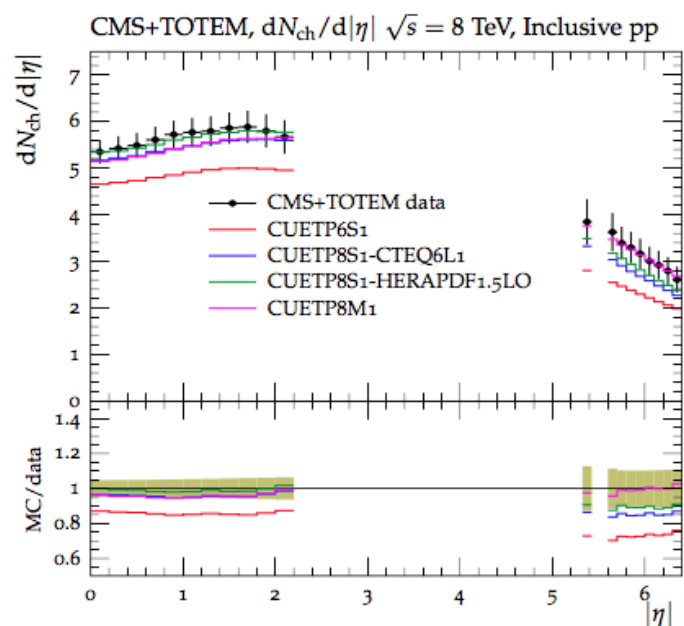 CMS+TOTEM, dN_ch/d|η| √s = 8 TeV, Inclusive pp
dN_ch/d|η|
7
6
5
4
3
2
1
0
CMS+TOTEM data
CUETP6S1
CUETP8S1-CTEQ6L1
CUETP8S1-HERAPDF1.5LO
CUETP8M1
MC/data
1.4
1.2
1
0.8
0.6
0 1 2 3 4 5 6
|η|